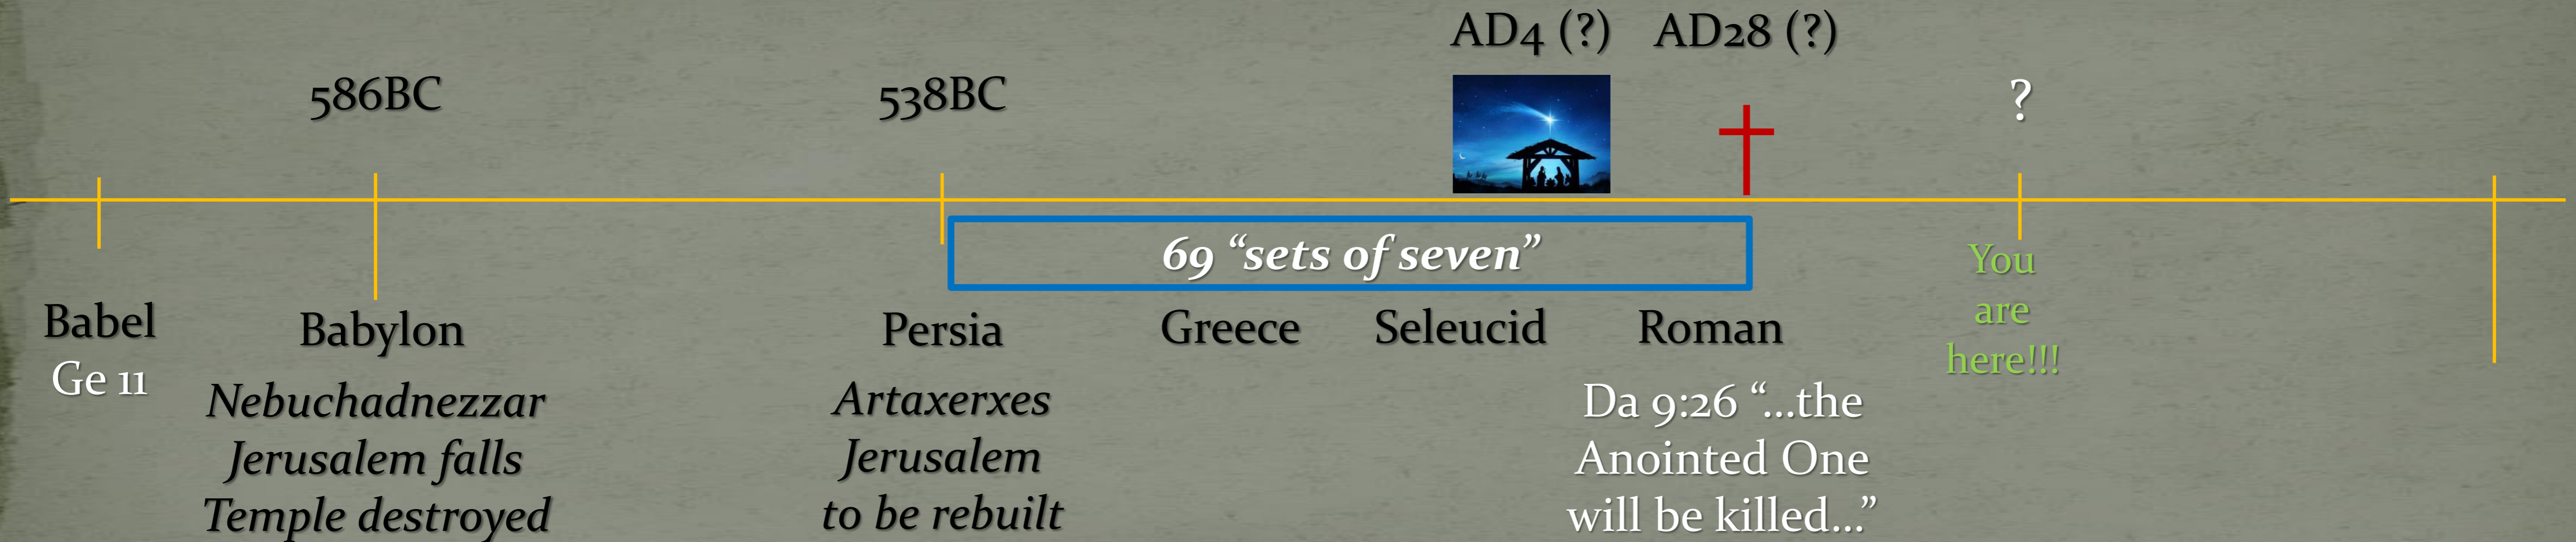 AD4 (?)
AD28 (?)
586BC
538BC
?
69 “sets of seven”
You
are
here!!!
Babel
Ge 11
Babylon
Nebuchadnezzar
Jerusalem falls
Temple destroyed
Persia
Artaxerxes
Jerusalem
to be rebuilt
Greece
Seleucid
Roman
Da 9:26 “...the
Anointed One
will be killed...”